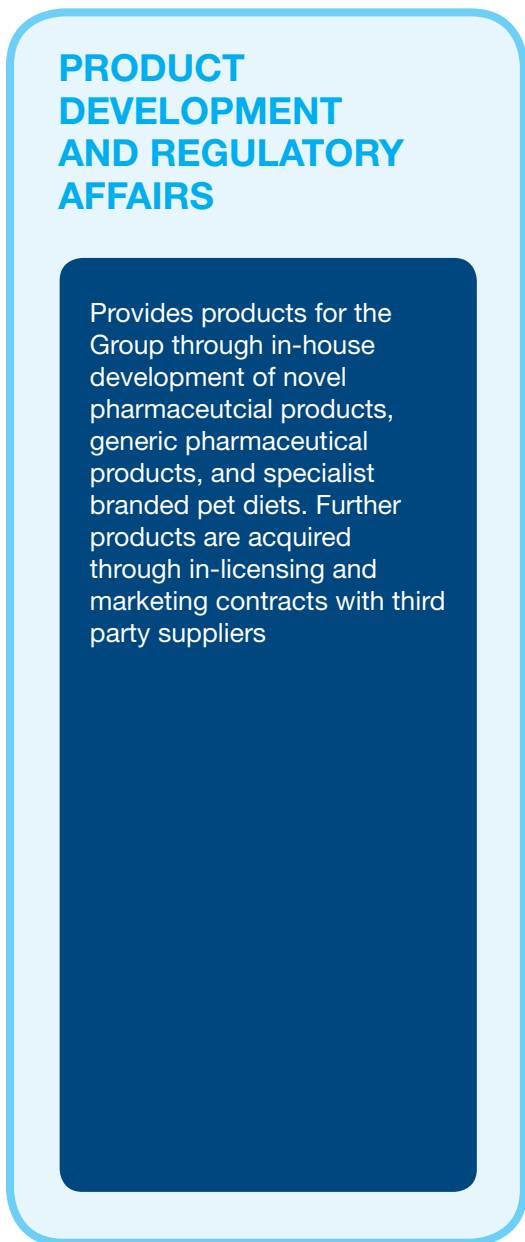 PRODUCT
DEVELOPMENT
AND REGULATORY
AFFAIRS
Provides products for the
Group through in-house
development of novel
pharmaceutcial products,
generic pharmaceutical
products, and specialist
branded pet diets. Further
products are acquired
through in-licensing and
marketing contracts with third
party suppliers